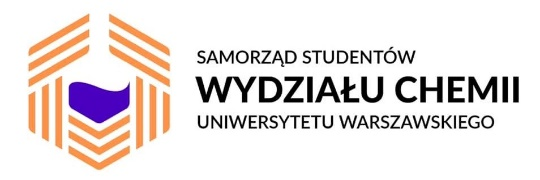 SAMORZĄD STUDENTÓW
WYDZIAŁU CHEMII
UNIWERSYTETU WARSZAWSKIEGO